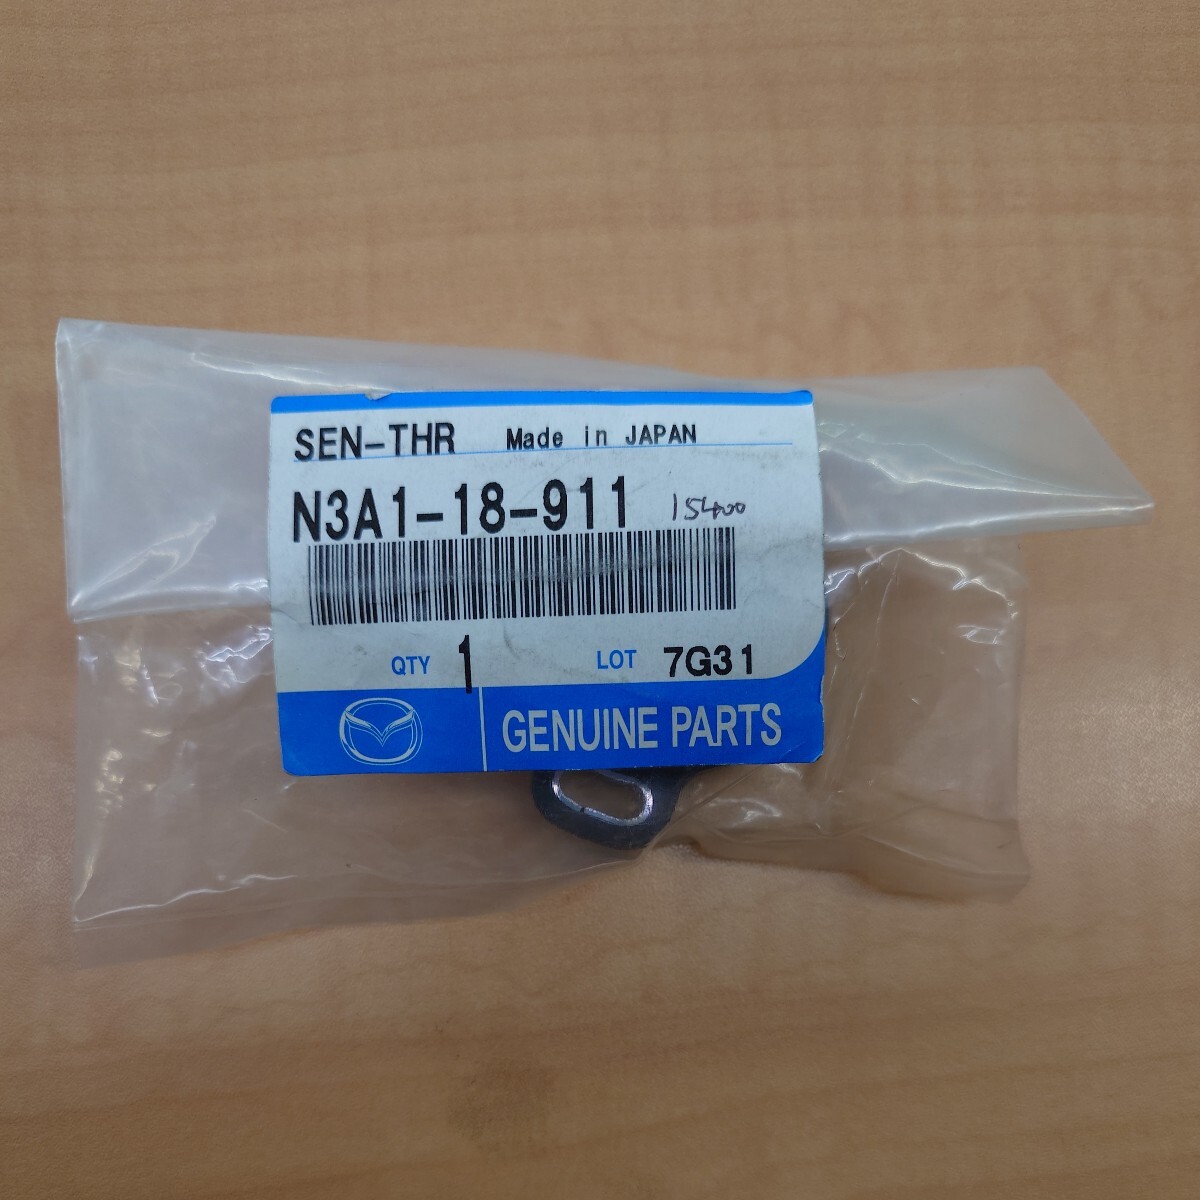 SEN-THR Made in JAPAN
N3A1-18-911 15400
QTY 1 LOT 7G31
GENUINE PARTS